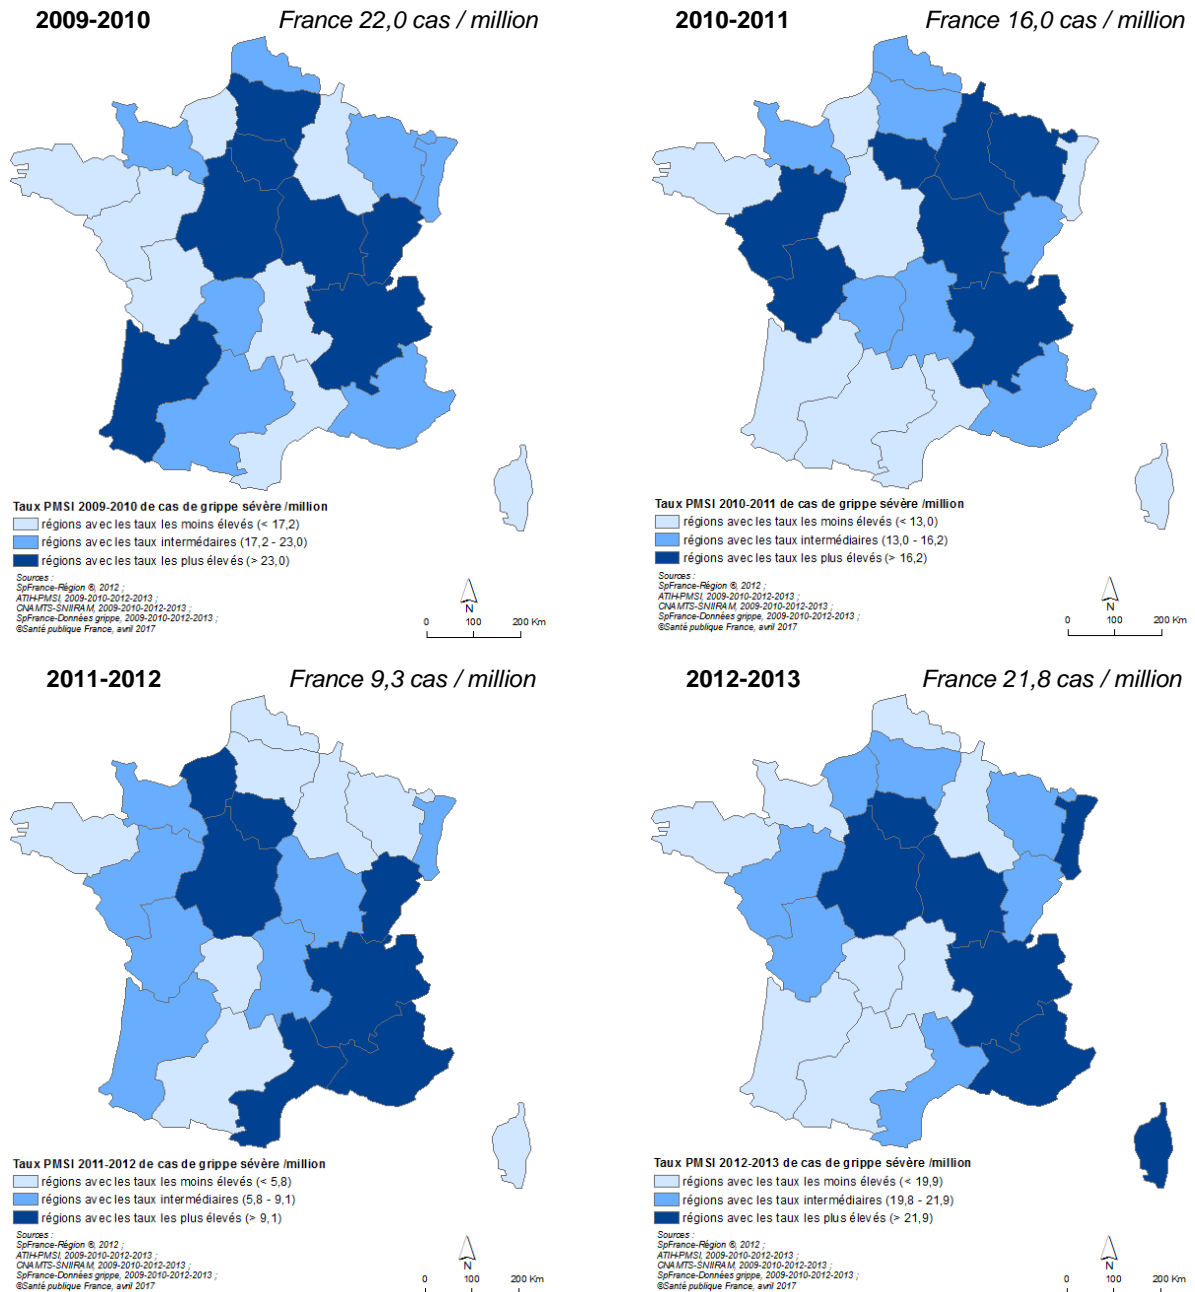 2009-2010 France 22,0 cas / million
Taux PMSI 2009-2010 de cas de grippe sévère /million
régions avec les taux les moins élevés (< 17,2)
régions avec les taux intermédiaires (17,2 - 23,0)
régions avec les taux les plus élevés (> 23,0)
Sources :
SpFrance-Région ®, 2012 ;
ATIH-PMSI, 2009-2010-2012-2013 ;
CNAMTS-SNIIRAM, 2009-2010-2012-2013 ;
SpFrance-Données grippe, 2009-2010-2012-2013 ;
©Santé publique France, avril 2017
N
0 100 200 Km
2010-2011 France 16,0 cas / million
Taux PMSI 2010-2011 de cas de grippe sévère /million
régions avec les taux les moins élevés (< 13,0)
régions avec les taux intermédiaires (13,0 - 16,2)
régions avec les taux les plus élevés (> 16,2)
Sources :
SpFrance-Région ®, 2012 ;
ATIH-PMSI, 2009-2010-2012-2013 ;
CNAMTS-SNIIRAM, 2009-2010-2012-2013 ;
SpFrance-Données grippe, 2009-2010-2012-2013 ;
©Santé publique France, avril 2017
N
0 100 200 Km
2011-2012 France 9,3 cas / million
Taux PMSI 2011-2012 de cas de grippe sévère /million
régions avec les taux les moins élevés (< 5,8)
régions avec les taux intermédiaires (5,8 - 9,1)
régions avec les taux les plus élevés (> 9,1)
Sources :
SpFrance-Région ®, 2012 ;
ATIH-PMSI, 2009-2010-2012-2013 ;
CNAMTS-SNIIRAM, 2009-2010-2012-2013 ;
SpFrance-Données grippe, 2009-2010-2012-2013 ;
©Santé publique France, avril 2017
N
0 100 200 Km
2012-2013 France 21,8 cas / million
Taux PMSI 2012-2013 de cas de grippe sévère /million
régions avec les taux les moins élevés (< 19,9)
régions avec les taux intermédiaires (19,8 - 21,9)
régions avec les taux les plus élevés (> 21,9)
Sources :
SpFrance-Région ®, 2012 ;
ATIH-PMSI, 2009-2010-2012-2013 ;
CNAMTS-SNIIRAM, 2009-2010-2012-2013 ;
SpFrance-Données grippe, 2009-2010-2012-2013 ;
©Santé publique France, avril 2017
N
0 100 200 Km